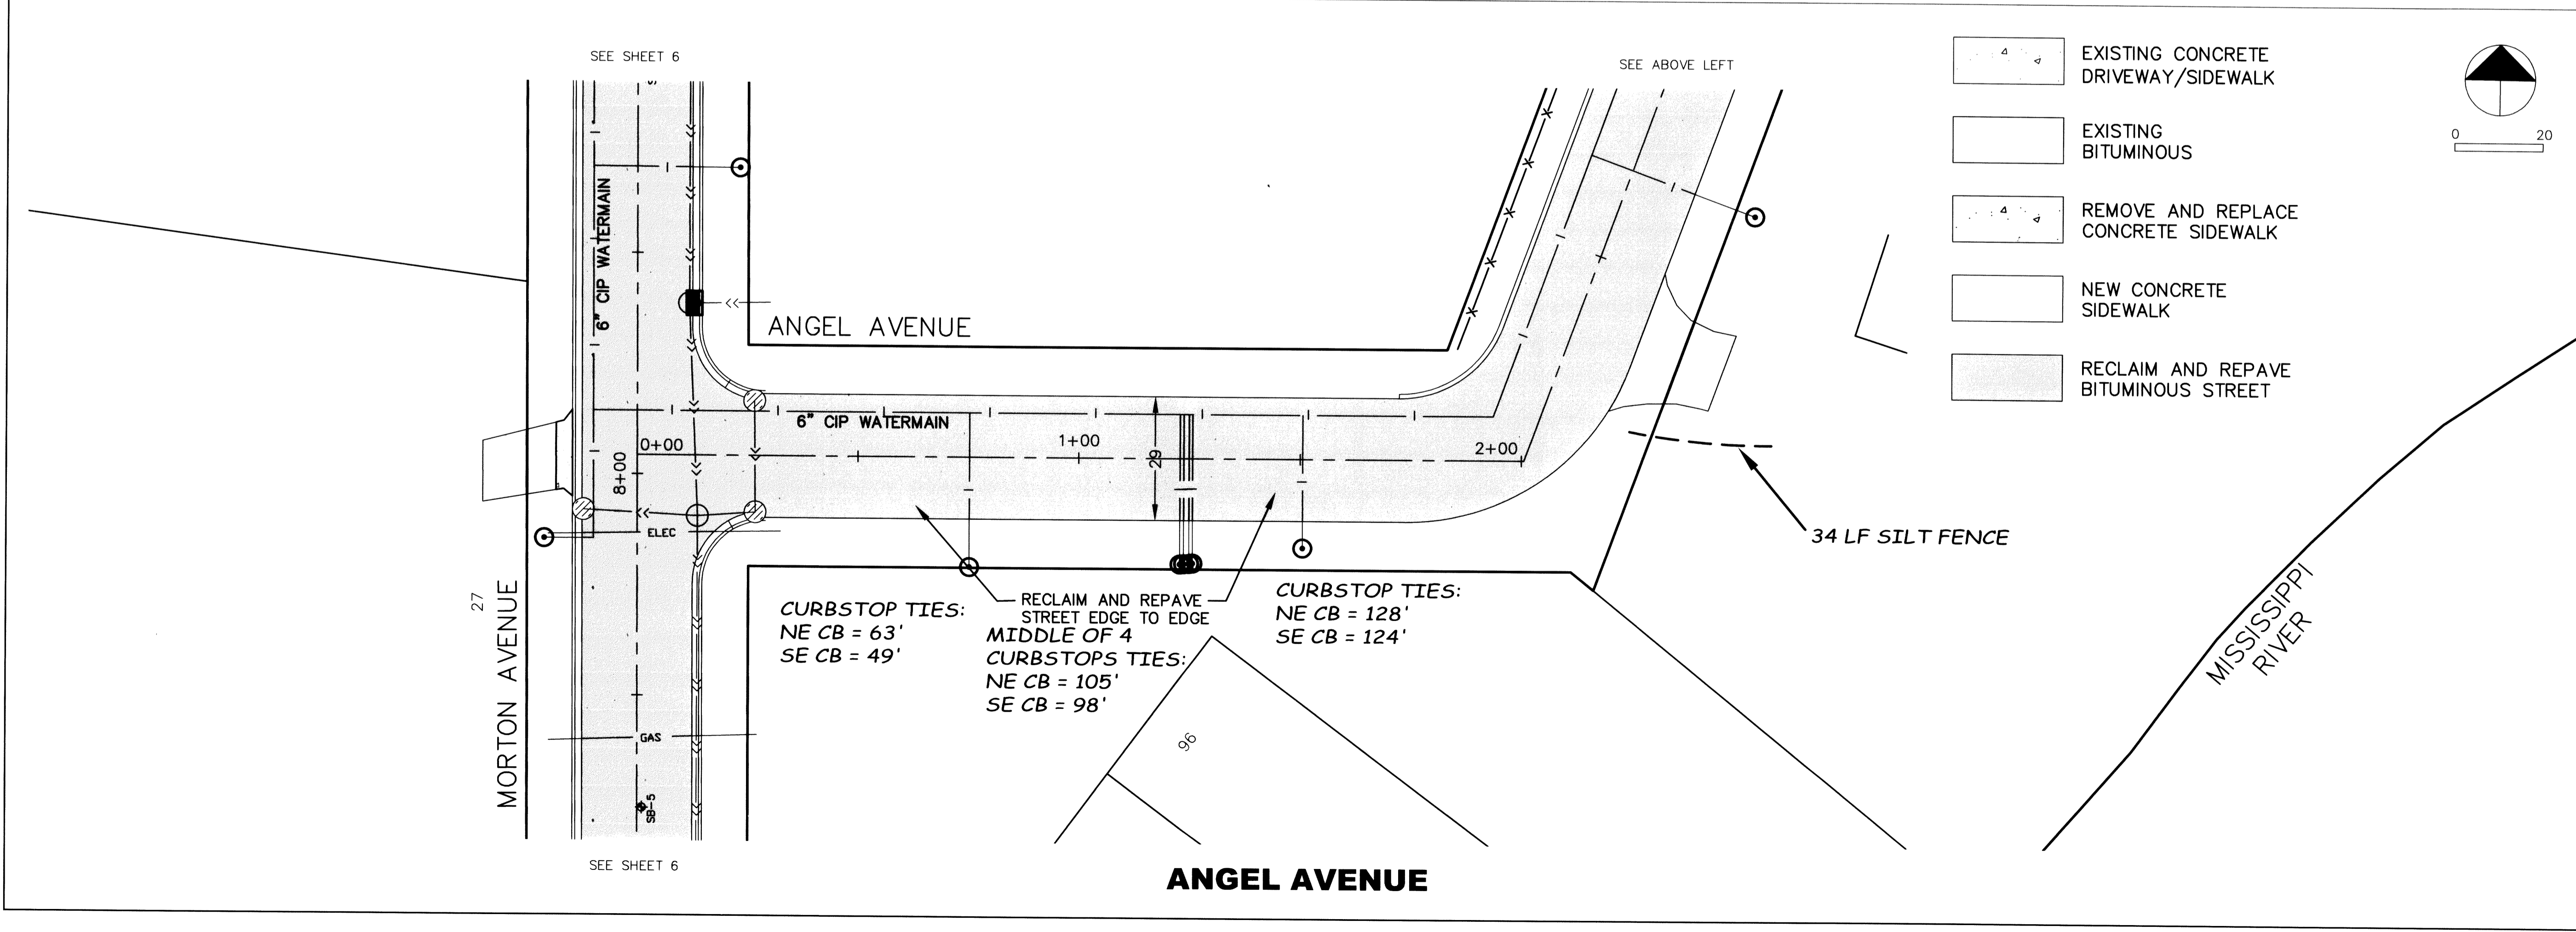 SEE SHEET 6
SEE ABOVE LEFT
EXISTING CONCRETE
DRIVEWAY/SIDEWALK
EXISTING
BITUMINOUS
REMOVE AND REPLACE
CONCRETE SIDEWALK
NEW CONCRETE
SIDEWALK
RECLAIM AND REPAVE
BITUMINOUS STREET
0 20
6" CIP WATERMAIN
ANGEL AVENUE
6" CIP WATERMAIN
0+00
1+00
2+00
8+00
29
ELEC
34 LF SILT FENCE
MISSISSIPPI
RIVER
27
MORTON AVENUE
CURBSTOP TIES:
NE CB = 63'
SE CB = 49'
RECLAIM AND REPAVE
STREET EDGE TO EDGE
MIDDLE OF 4
CURBSTOPS TIES:
NE CB = 105'
SE CB = 98'
CURBSTOP TIES:
NE CB = 128'
SE CB = 124'
96
GAS
SB-5
SEE SHEET 6
ANGEL AVENUE